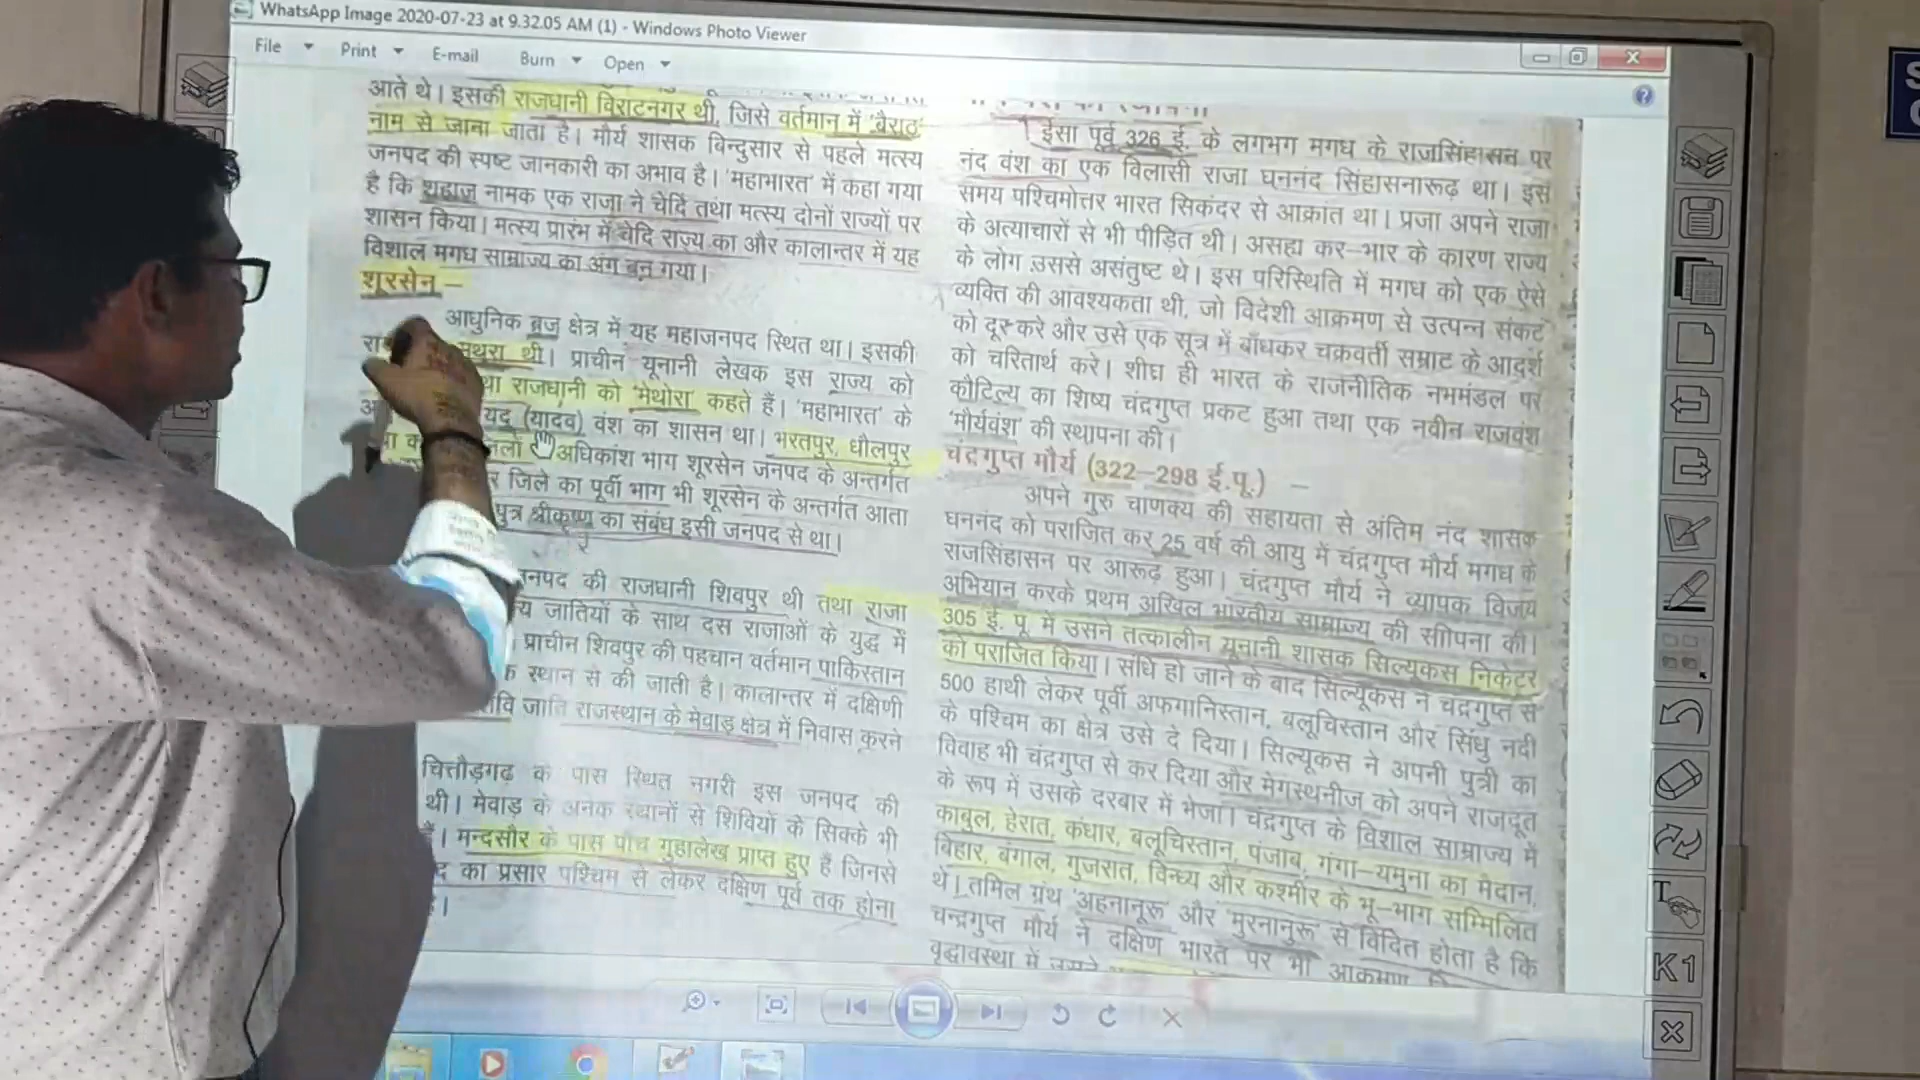 WhatsApp Image 2020-07-23 at 9.32.05 AM (1) - Windows Photo Viewer
File Print E-mail Burn Open
आते थे। इसकी राजधानी विराटनगर थी, जिसे वर्तमान में 'बैराठ'
नाम से जाना जाता है। मौर्य शासक बिन्दुसार से पहले मत्स्य
जनपद की स्पष्ट जानकारी का अभाव है। 'महाभारत' में कहा गया
है कि शहाज नामक एक राजा ने चेदि तथा मत्स्य दोनों राज्यों पर
शासन किया। मत्स्य प्रारंभ में चेदि राज्य का और कालान्तर में यह
विशाल मगध साम्राज्य का अंग बन गया।
शूरसेन –
आधुनिक ब्रज क्षेत्र में यह महाजनपद स्थित था। इसकी
मथुरा थी। प्राचीन यूनानी लेखक इस राज्य को
राजधानी को 'मेथोरा' कहते हैं। 'महाभारत' के
यदु (यादव) वंश का शासन था। भरतपुर, धौलपुर
अधिकांश भाग शूरसेन जनपद के अन्तर्गत
जिले का पूर्वी भाग भी शूरसेन के अन्तर्गत आता
पुत्र श्रीकृष्ण का संबंध इसी जनपद से था।
की राजधानी शिवपुर थी तथा राजा
जातियों के साथ दस राजाओं के युद्ध में
प्राचीन शिवपुर की पहचान वर्तमान पाकिस्तान
स्थान से की जाती है। कालान्तर में दक्षिणी
जाति राजस्थान के मेवाड़ क्षेत्र में निवास करने
चित्तौड़गढ़ के पास स्थित नगरी इस जनपद की
थी। मेवाड़ के अनेक स्थानों से शिवियों के सिक्के भी
मन्दसौर के पास पाँच गुहालेख प्राप्त हुए हैं जिनसे
का प्रसार पश्चिम से लेकर दक्षिण पूर्व तक होना
ईसा पूर्व 326 ई. के लगभग मगध के राजसिंहासन पर
नंद वंश का एक विलासी राजा घननंद सिंहासनारूढ़ था। इस
समय पश्चिमोत्तर भारत सिकंदर से आक्रांत था। प्रजा अपने राजा
के अत्याचारों से भी पीड़ित थी। असह्य कर–भार के कारण राज्य
के लोग उससे असंतुष्ट थे। इस परिस्थिति में मगध को एक ऐसे
व्यक्ति की आवश्यकता थी, जो विदेशी आक्रमण से उत्पन्न संकट
को दूर करे और उसे एक सूत्र में बाँधकर चक्रवर्ती सम्राट के आदर्श
को चरितार्थ करे। शीघ्र ही भारत के राजनीतिक नभमंडल पर
कौटिल्य का शिष्य चंद्रगुप्त प्रकट हुआ तथा एक नवीन राजवंश
'मौर्यवंश' की स्थापना की।
चंद्रगुप्त मौर्य (322–298 ई.पू.) –
अपने गुरु चाणक्य की सहायता से अंतिम नंद शासक
घननंद को पराजित कर 25 वर्ष की आयु में चंद्रगुप्त मौर्य मगध के
राजसिंहासन पर आरूढ़ हुआ। चंद्रगुप्त मौर्य ने व्यापक विजय
अभियान करके प्रथम अखिल भारतीय साम्राज्य की साीपना की।
305 ई. पू. में उसने तत्कालीन यूनानी शासक सिल्यूकस निकेटर
को पराजित किया। संधि हो जाने के बाद सिल्यूकस ने चंद्रगुप्त से
500 हाथी लेकर पूर्वी अफगानिस्तान, बलूचिस्तान और सिंधु नदी
के पश्चिम का क्षेत्र उसे दे दिया। सिल्यूकस ने अपनी पुत्री का
विवाह भी चंद्रगुप्त से कर दिया और मेगस्थनीज को अपने राजदूत
के रूप में उसके दरबार में भेजा। चंद्रगुप्त के विशाल साम्राज्य में
काबुल, हेरात, कंधार, बलूचिस्तान, पंजाब, गंगा–यमुना का मैदान,
बिहार, बंगाल, गुजरात, विन्ध्य और कश्मीर के भू–भाग सम्मिलित
थे। तमिल ग्रंथ 'अहनानूरू' और 'मुरनानुरू' से विदित होता है कि
चन्द्रगुप्त मौर्य ने दक्षिण भारत पर भी आक्रमण
वृद्धावस्था में उसने
K1